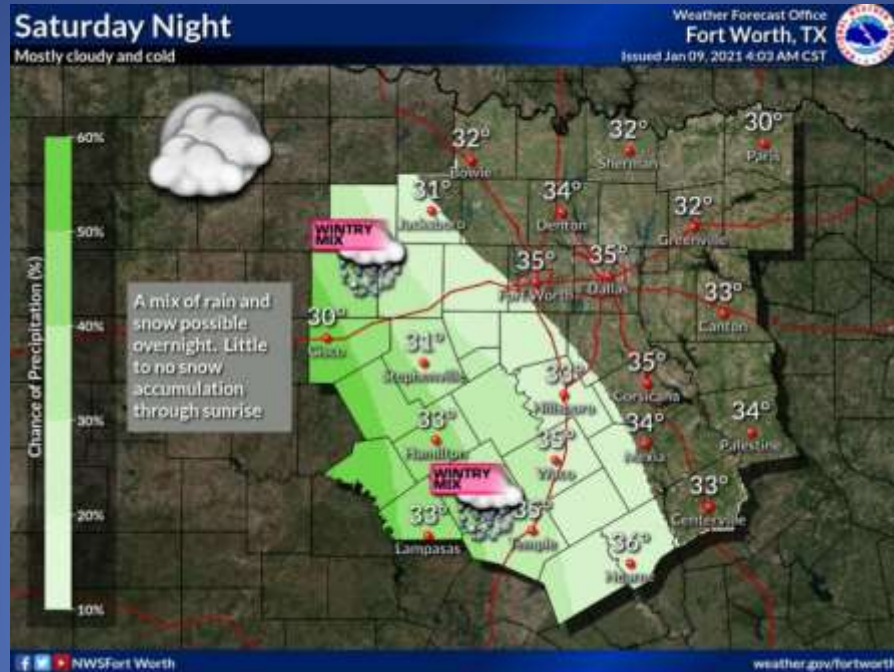 Saturday Night
Mostly cloudy and cold
Weather Forecast Office
Fort Worth, TX
Issued Jan 09, 2021 4:03 AM CST
Chance of Precipitation (%)
60%
50%
40%
30%
20%
10%
A mix of rain and
snow possible
overnight. Little
to no snow
accumulation
through sunrise
WINTRY
MIX
32°
Bowie
32°
Sherman
30°
Paris
31°
Jacksboro
34°
Denton
32°
Greenville
35°
Fort Worth
35°
Dallas
33°
Canton
30°
Cisco
31°
Stephenville
33°
Hillsboro
35°
Corsicana
33°
Hamilton
35°
Waco
34°
Mexia
34°
Palestine
WINTRY
MIX
33°
Lampasas
35°
Temple
33°
Centerville
36°
Hearne
NWSFort Worth
weather.gov/fortworth